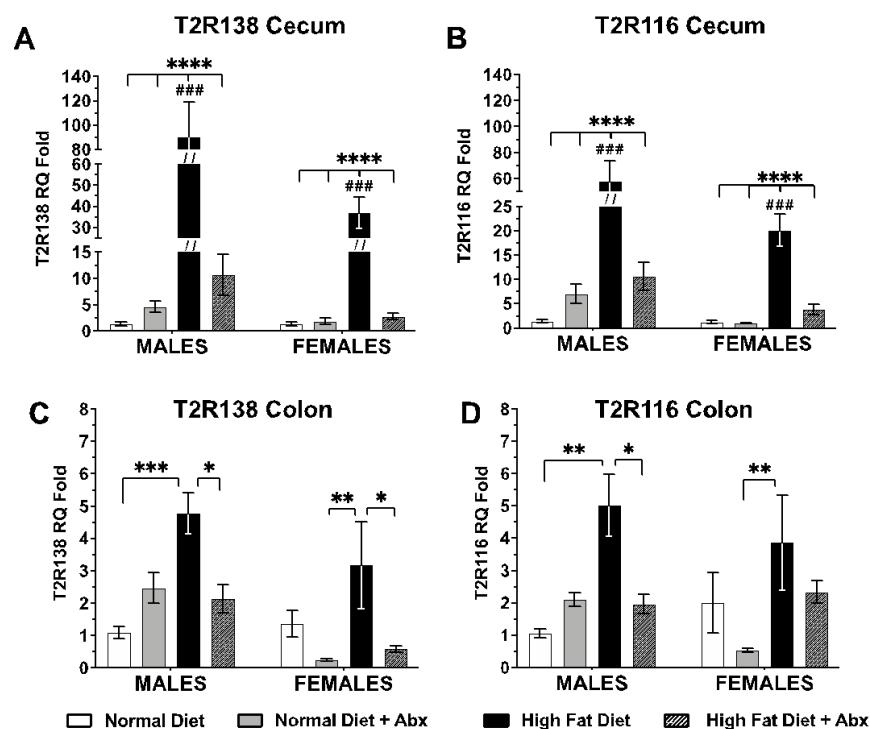 A
T2R138 Cecum
T2R138 RQ Fold
140
120
100
80
60
50
40
30
15
10
5
0
****
###
****
###
MALES
FEMALES
B
T2R116 Cecum
T2R116 RQ Fold
140
120
100
80
60
25
20
15
10
5
0
****
###
****
###
MALES
FEMALES
C
T2R138 Colon
T2R138 RQ Fold
8
7
6
5
4
3
2
1
0
***
*
**
*
MALES
FEMALES
D
T2R116 Colon
T2R116 RQ Fold
8
7
6
5
4
3
2
1
0
**
*
**
MALES
FEMALES
Normal Diet
Normal Diet + Abx
High Fat Diet
High Fat Diet + Abx